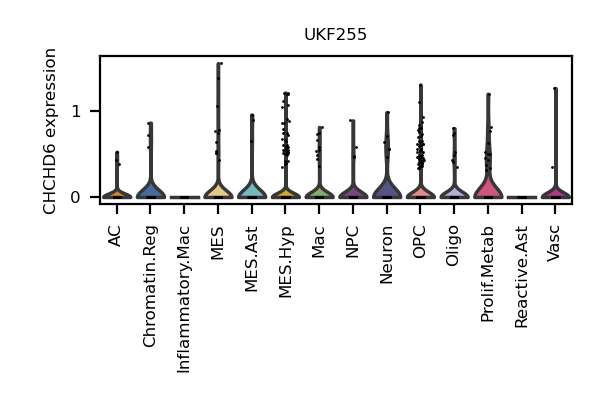 UKF255
CHCHD6 expression
1
0
AC
Chromatin.Reg
Inflammatory.Mac
MES
MES.Ast
MES.Hyp
Mac
NPC
Neuron
OPC
Oligo
Prolif.Metab
Reactive.Ast
Vasc